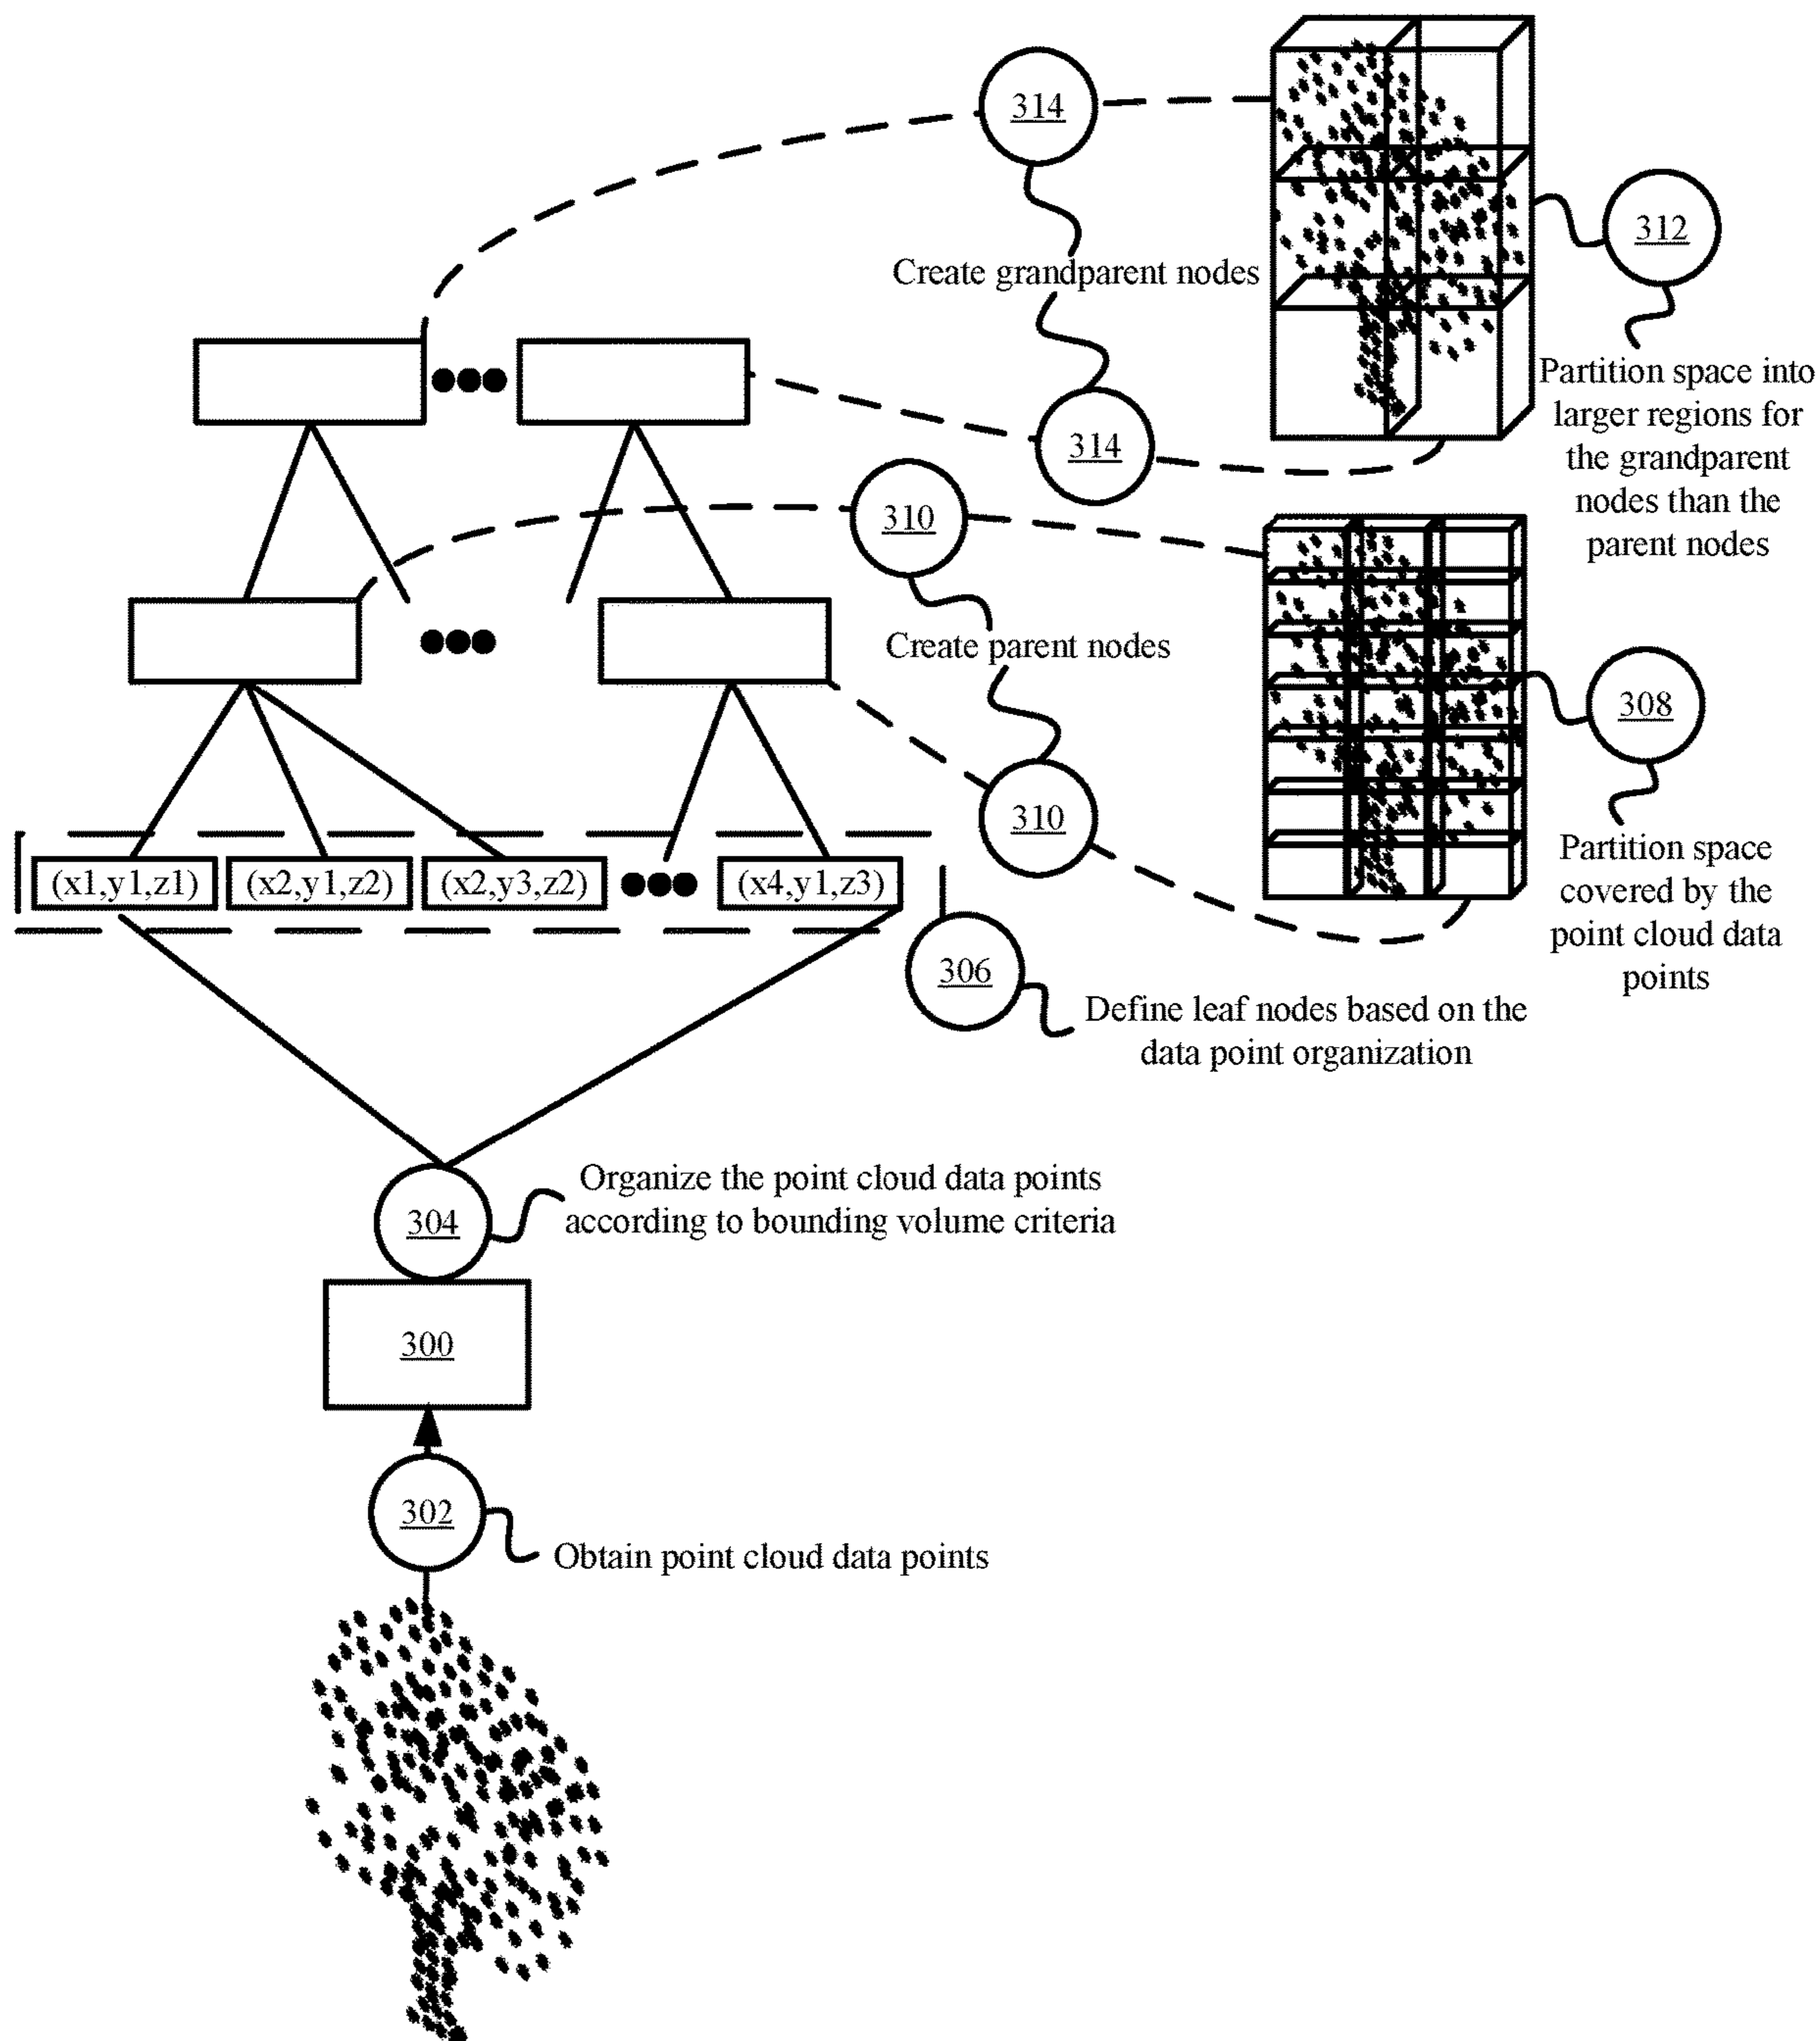 314
312
Create grandparent nodes
Partition space into
larger regions for
the grandparent
nodes than the
parent nodes
314
310
Create parent nodes
308
310
Partition space
covered by the
point cloud data
points
(x1,y1,z1)
(x2,y1,z2)
(x2,y3,z2)
(x4,y1,z3)
306
Define leaf nodes based on the
data point organization
304
Organize the point cloud data points
according to bounding volume criteria
300
302
Obtain point cloud data points